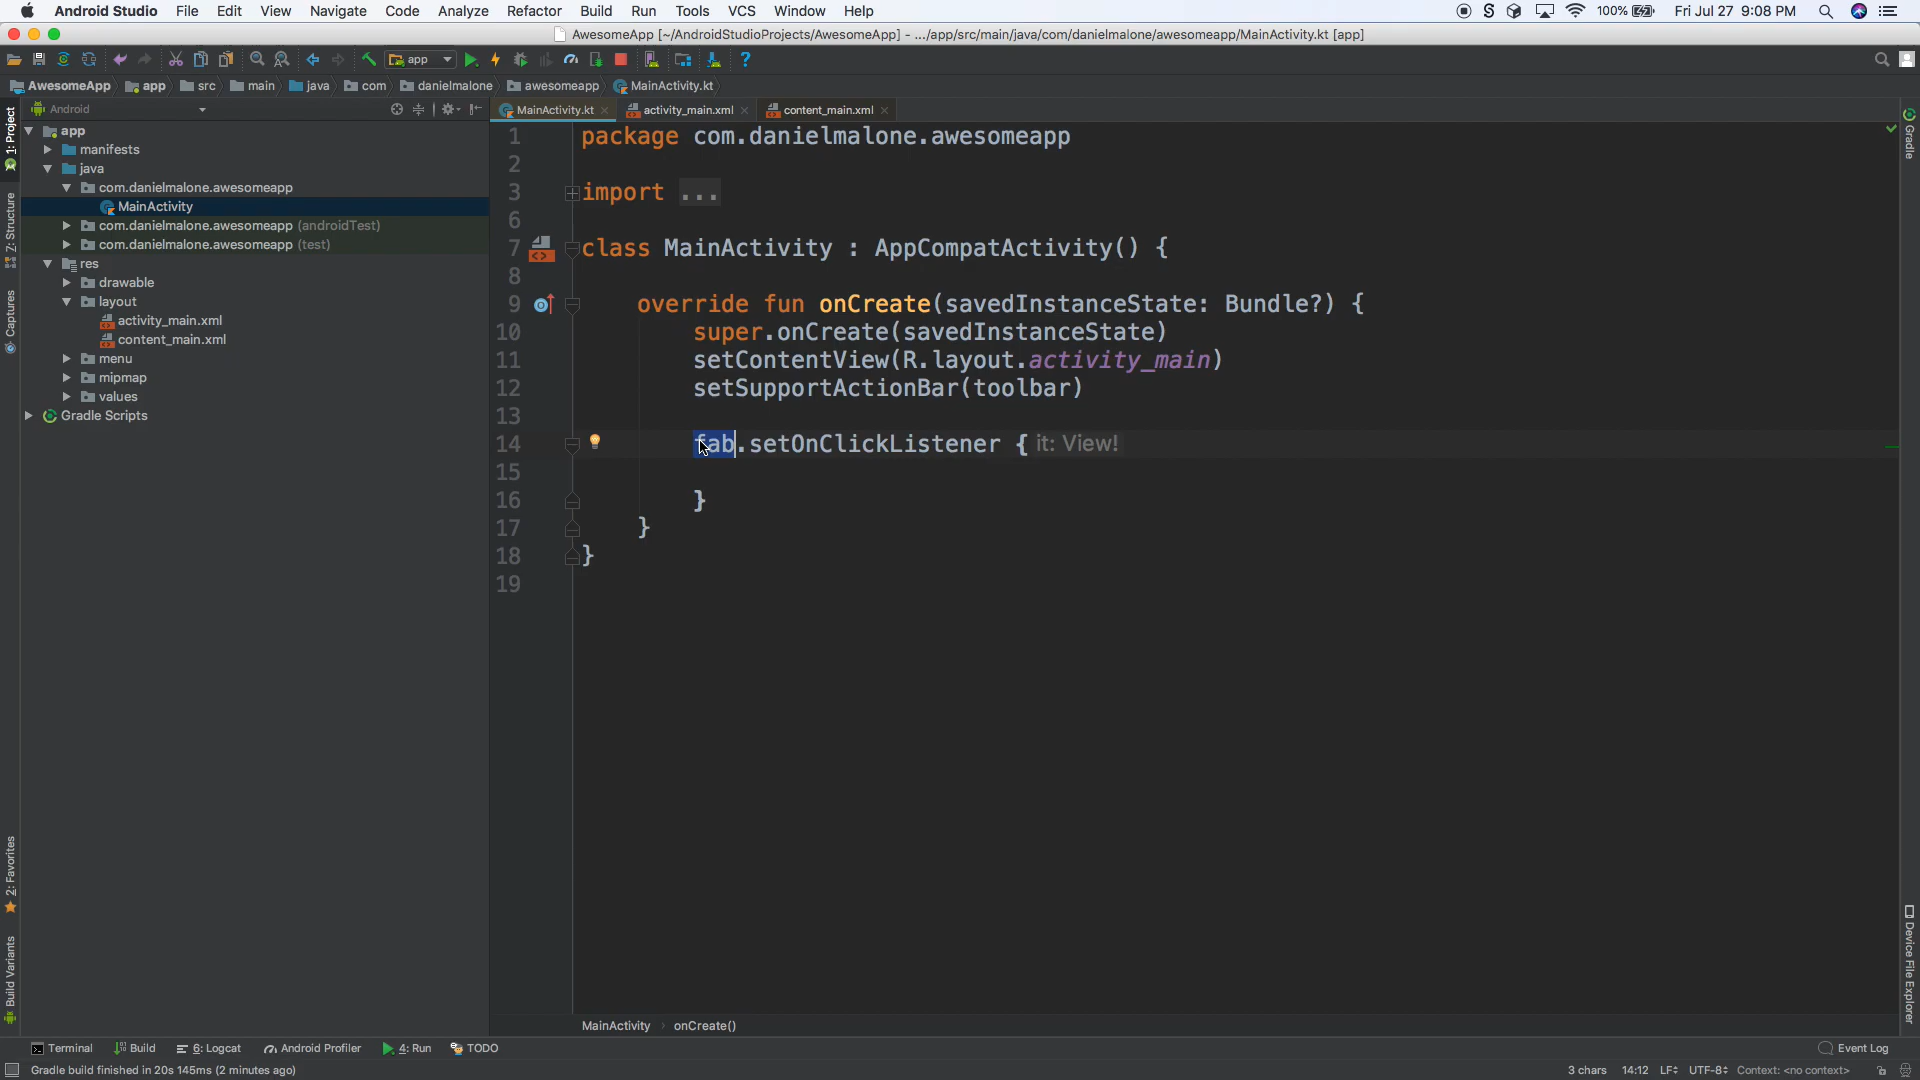 Android Studio File Edit View Navigate Code Analyze Refactor Build Run Tools VCS Window Help 100% Fri Jul 27 9:08 PM
AwesomeApp [~/AndroidStudioProjects/AwesomeApp] - .../app/src/main/java/com/danielmalone/awesomeapp/MainActivity.kt [app]
app
AwesomeApp app src main java com danielmalone awesomeapp MainActivity.kt
Android
MainActivity.kt activity_main.xml content_main.xml
1: Project
Z: Structure
Captures
2: Favorites
Build Variants
app
manifests
java
com.danielmalone.awesomeapp
MainActivity
com.danielmalone.awesomeapp (androidTest)
com.danielmalone.awesomeapp (test)
res
drawable
layout
activity_main.xml
content_main.xml
menu
mipmap
values
Gradle Scripts
1 package com.danielmalone.awesomeapp
2
3 import ...
6
7 class MainActivity : AppCompatActivity() {
8
9 override fun onCreate(savedInstanceState: Bundle?) {
10 super.onCreate(savedInstanceState)
11 setContentView(R.layout.activity_main)
12 setSupportActionBar(toolbar)
13
14 fab.setOnClickListener { it: View!
15
16 }
17 }
18 }
19
Gradle
Device File Explorer
MainActivity › onCreate()
Terminal Build 6: Logcat Android Profiler 4: Run TODO Event Log
Gradle build finished in 20s 145ms (2 minutes ago) 3 chars 14:12 LF UTF-8 Context: <no context>